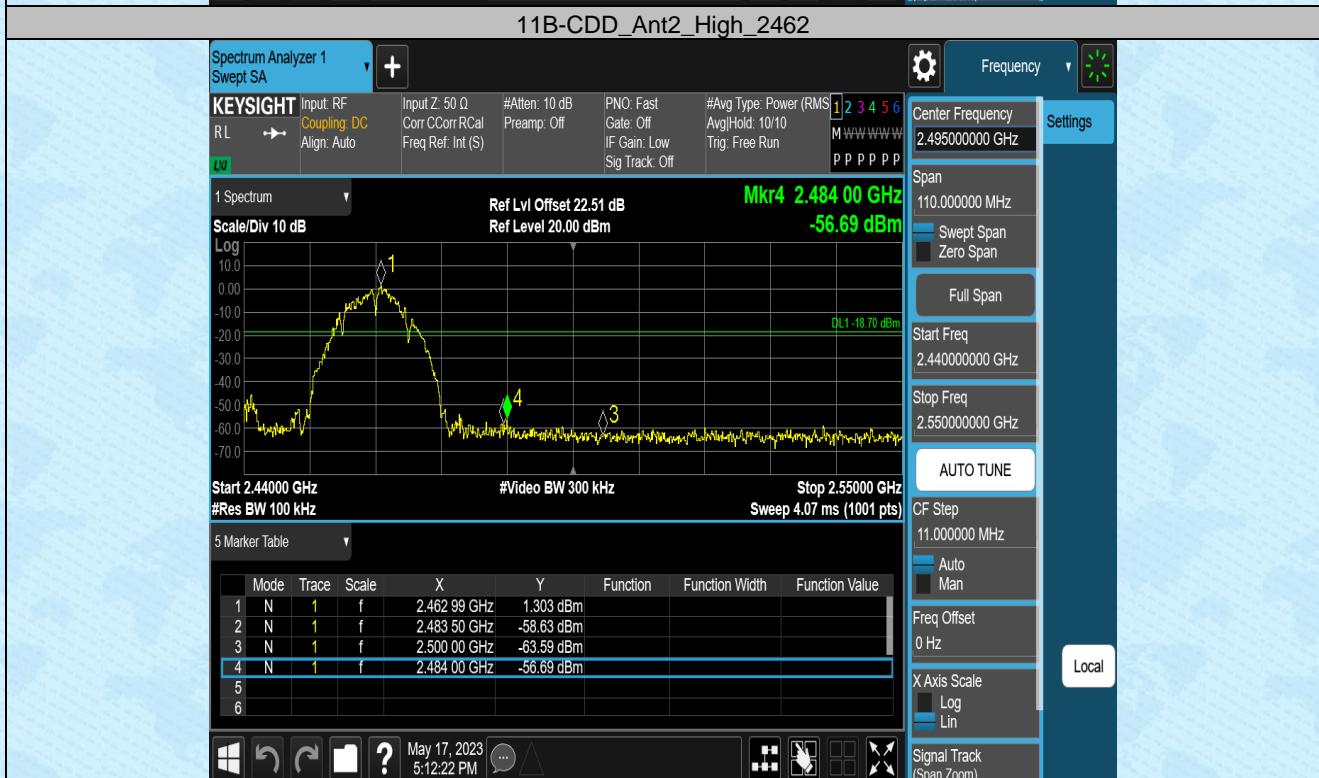 11B-CDD_Ant2_High_2462
Spectrum Analyzer 1
Swept SA
Frequency
KEYSIGHT Input: RF
Coupling: DC
Align: Auto
RL
LXI
Input Z: 50 Ω
Corr CCorr RCal
Freq Ref: Int (S)
#Atten: 10 dB
Preamp: Off
PNO: Fast
Gate: Off
IF Gain: Low
Sig Track: Off
#Avg Type: Power (RMS
Avg|Hold: 10/10
Trig: Free Run
1 2 3 4 5 6
M W W W W W
P P P P P P
1 Spectrum
Scale/Div 10 dB
Ref Lvl Offset 22.51 dB
Ref Level 20.00 dBm
Mkr4 2.484 00 GHz
-56.69 dBm
Log
10.0
0.00
-10.0
-20.0
-30.0
-40.0
-50.0
-60.0
-70.0
1
4
3
DL1 -18.70 dBm
Start 2.44000 GHz
#Res BW 100 kHz
#Video BW 300 kHz
Stop 2.55000 GHz
Sweep 4.07 ms (1001 pts)
5 Marker Table
Mode Trace Scale X Y Function Function Width Function Value
1 N 1 f 2.462 99 GHz 1.303 dBm
2 N 1 f 2.483 50 GHz -58.63 dBm
3 N 1 f 2.500 00 GHz -63.59 dBm
4 N 1 f 2.484 00 GHz -56.69 dBm
5
6
?
May 17, 2023
5:12:22 PM
Center Frequency
2.495000000 GHz
Settings
Span
110.000000 MHz
Swept Span
Zero Span
Full Span
Start Freq
2.440000000 GHz
Stop Freq
2.550000000 GHz
AUTO TUNE
CF Step
11.000000 MHz
Auto
Man
Freq Offset
0 Hz
X Axis Scale
Log
Lin
Local
Signal Track
(Span Zoom)